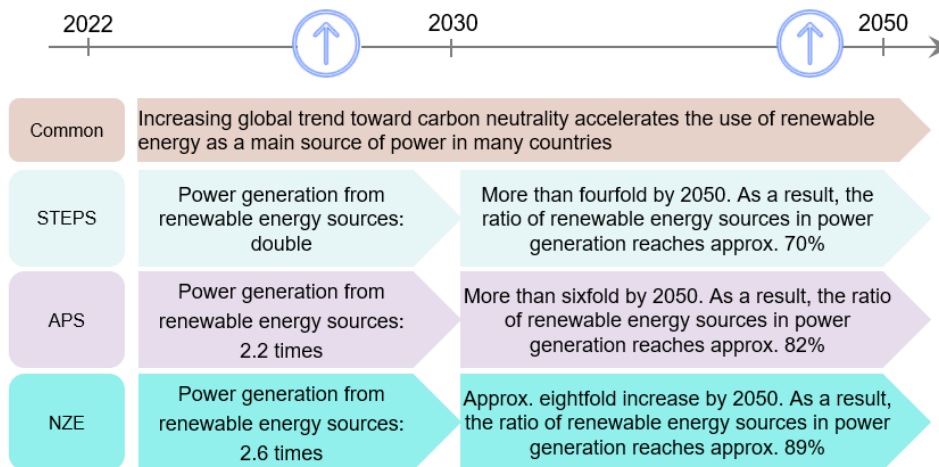 2022
2030
2050
Common
Increasing global trend toward carbon neutrality accelerates the use of renewable
energy as a main source of power in many countries
STEPS
Power generation from
renewable energy sources:
double
More than fourfold by 2050. As a result, the
ratio of renewable energy sources in power
generation reaches approx. 70%
APS
Power generation from
renewable energy sources:
2.2 times
More than sixfold by 2050. As a result, the ratio
of renewable energy sources in power
generation reaches approx. 82%
NZE
Power generation from
renewable energy sources:
2.6 times
Approx. eightfold increase by 2050. As a result,
the ratio of renewable energy sources in power
generation reaches approx. 89%